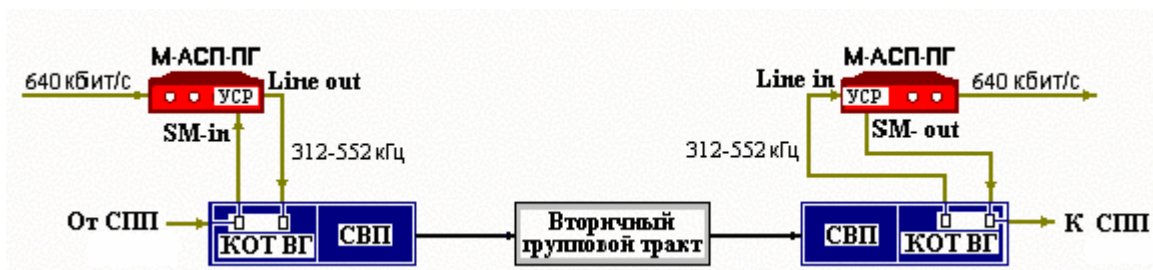 М-АСП-ПГ
М-АСП-ПГ
640 кбит/с
УСР
Line out
Line in
УСР
640 кбит/с
SM-in
SM- out
312-552 кГц
312-552 кГц
От СПП
КОТ ВГ
СВП
Вторичный
групповой тракт
СВП
КОТ ВГ
К СПП